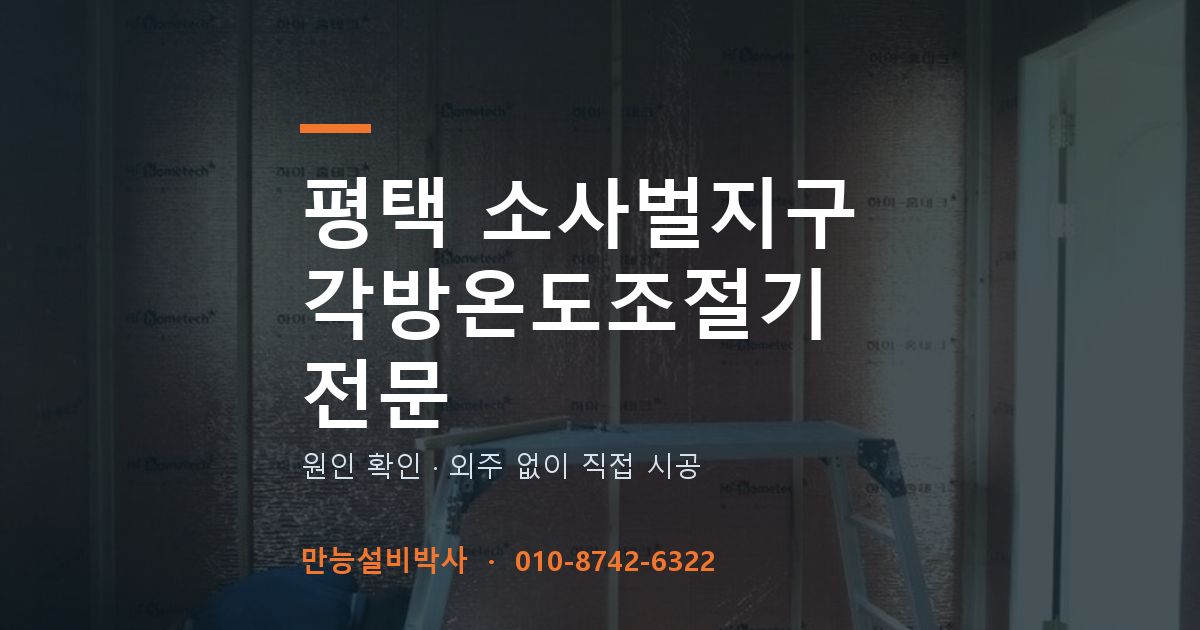 평택 소사벌지구
각방온도조절기
전문
원인 확인 · 외주 없이 직접 시공
만능설비박사 · 010-8742-6322